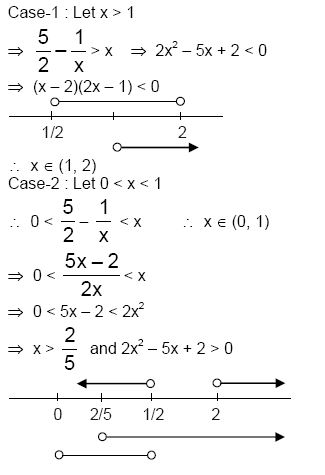 Case-1 : Let x > 1
⇒ 5/2 − 1/x > x ⇒ 2x² – 5x + 2 < 0
⇒ (x – 2)(2x – 1) < 0
1/2 2
∴ x ∈ (1, 2)
Case-2 : Let 0 < x < 1
∴ 0 < 5/2 − 1/x < x ∴ x ∈ (0, 1)
⇒ 0 < (5x – 2)/2x < x
⇒ 0 < 5x – 2 < 2x²
⇒ x > 2/5 and 2x² – 5x + 2 > 0
0 2/5 1/2 2